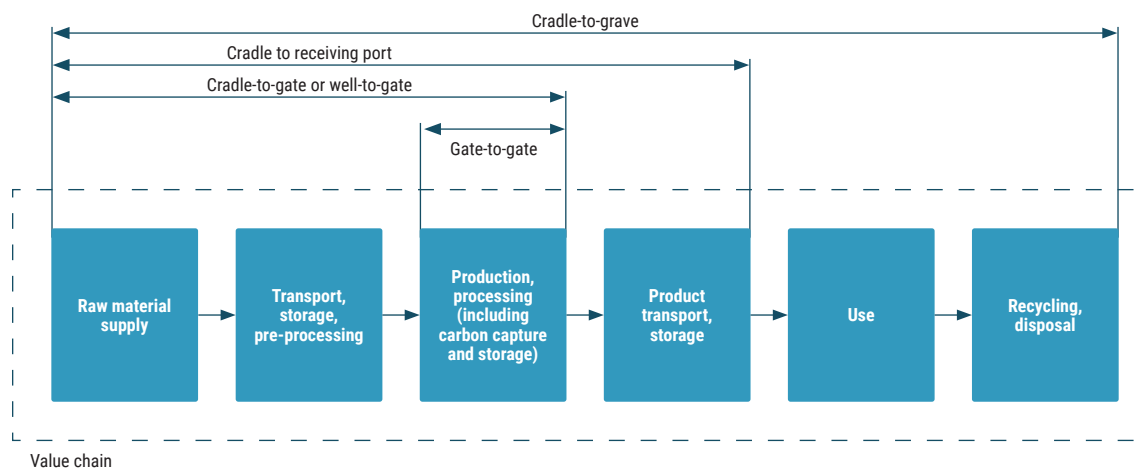 Cradle-to-grave
Cradle to receiving port
Cradle-to-gate or well-to-gate
Gate-to-gate
Raw material
supply
Transport,
storage,
pre-processing
Production,
processing
(including
carbon capture
and storage)
Product
transport,
storage
Use
Recycling,
disposal
Value chain